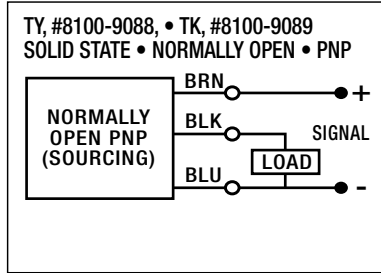 TY, #8100-9088, • TK, #8100-9089
SOLID STATE • NORMALLY OPEN • PNP
BRN
+
NORMALLY
OPEN PNP
(SOURCING)
BLK
SIGNAL
LOAD
BLU
-